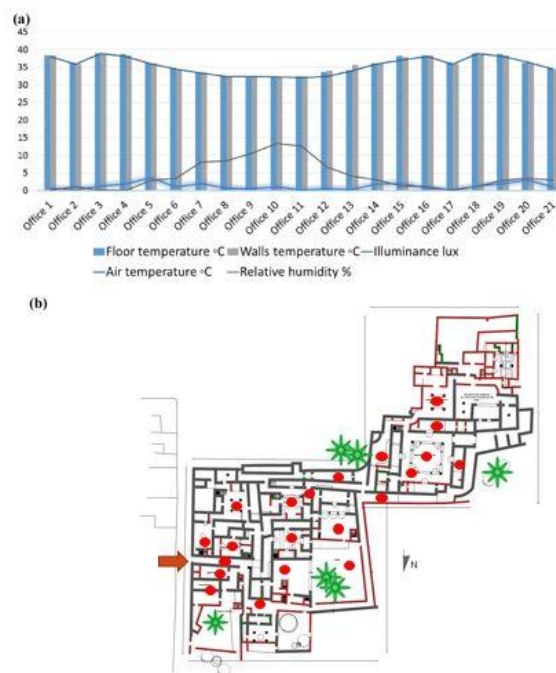 (a)
45
40
35
30
25
20
15
10
5
0
Office 1
Office 2
Office 3
Office 4
Office 5
Office 6
Office 7
Office 8
Office 9
Office 10
Office 11
Office 12
Office 13
Office 14
Office 15
Office 16
Office 17
Office 18
Office 19
Office 20
Office 21
Floor temperature °C Walls temperature °C Illuminance lux
Air temperature °C Relative humidity %
(b)
N